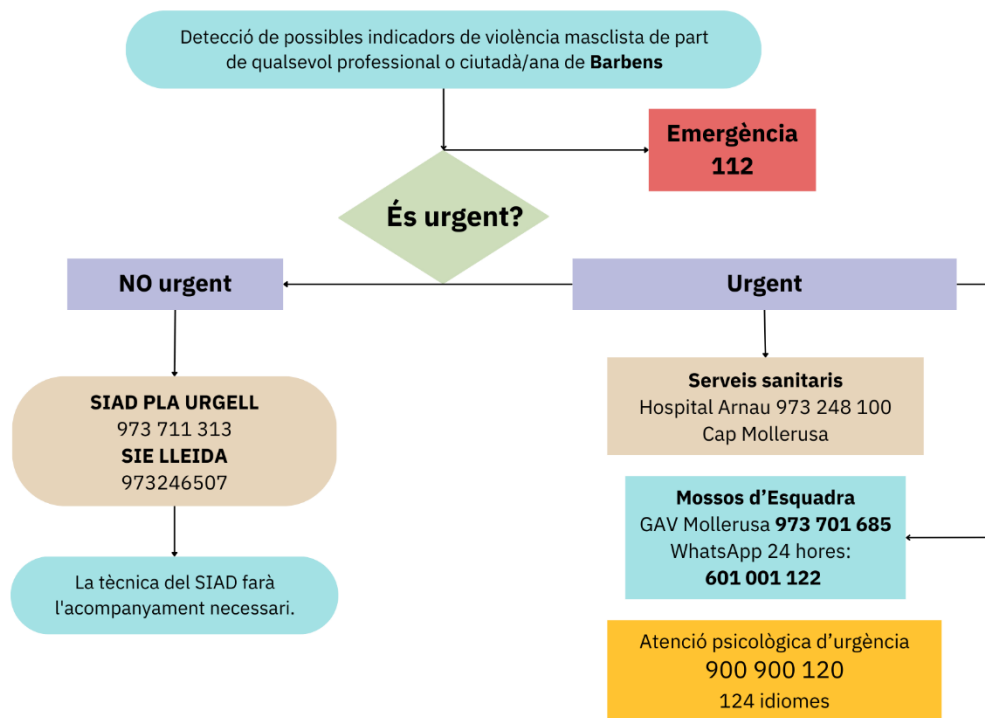 Detecció de possibles indicadors de violència masclista de part
de qualsevol professional o ciutadà/ana de Barbens
Emergència
112
És urgent?
NO urgent
Urgent
SIAD PLA URGELL
973 711 313
SIE LLEIDA
973246507
La tècnica del SIAD farà
l'acompanyament necessari.
Serveis sanitaris
Hospital Arnau 973 248 100
Cap Mollerusa
Mossos d’Esquadra
GAV Mollerusa 973 701 685
WhatsApp 24 hores:
601 001 122
Atenció psicològica d’urgència
900 900 120
124 idiomes